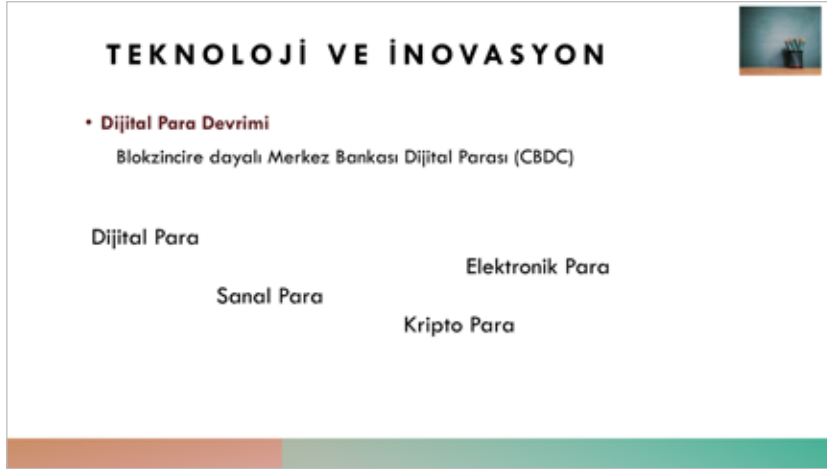 TEKNOLOJİ VE İNOVASYON
• Dijital Para Devrimi
Blokzincire dayalı Merkez Bankası Dijital Parası (CBDC)
Dijital Para
Elektronik Para
Sanal Para
Kripto Para